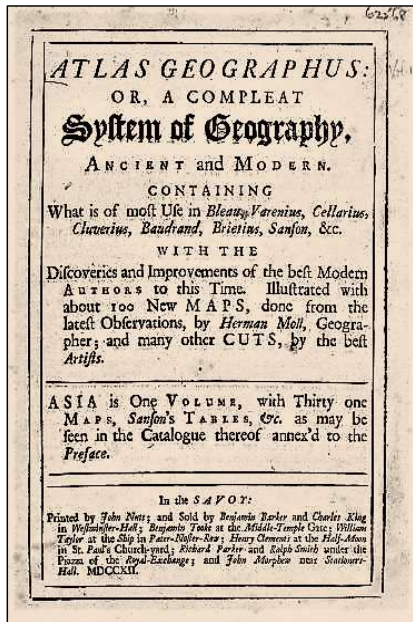 ATLAS GEOGRAPHUS:
OR, A COMPLEAT
Syſtem of Geography,
ANCIENT and MODERN.
CONTAINING
What is of moſt Uſe in Bleau, Varenius, Cellarius,
Cluverius, Baudrand, Brietius, Sanſon, &c.
WITH THE
Diſcoveries and Improvements of the beſt Modern
AUTHORS to this Time. Illuſtrated with
about 100 New MAPS, done from the
lateſt Obſervations, by Herman Moll, Geogra-
pher; and many other CUTS, by the beſt
Artiſts.
ASIA is One VOLUME, with Thirty one
MAPS, Sanſon's TABLES, &c. as may be
ſeen in the Catalogue thereof annex'd to the
Preface.
In the SAVOY:
Printed by John Nutt; and Sold by Benjamin Barker and Charles King
in Weſtminſter-Hall; Benjamin Tooke at the Middle-Temple Gate; William
Taylor at the Ship in Pater-Noſter-Row; Henry Clements at the Half-Moon
in St. Paul's Church-yard; Richard Parker and Ralph Smith under the
Piazza of the Royal-Exchange; and John Morphew near Stationers-
Hall. MDCCXII.